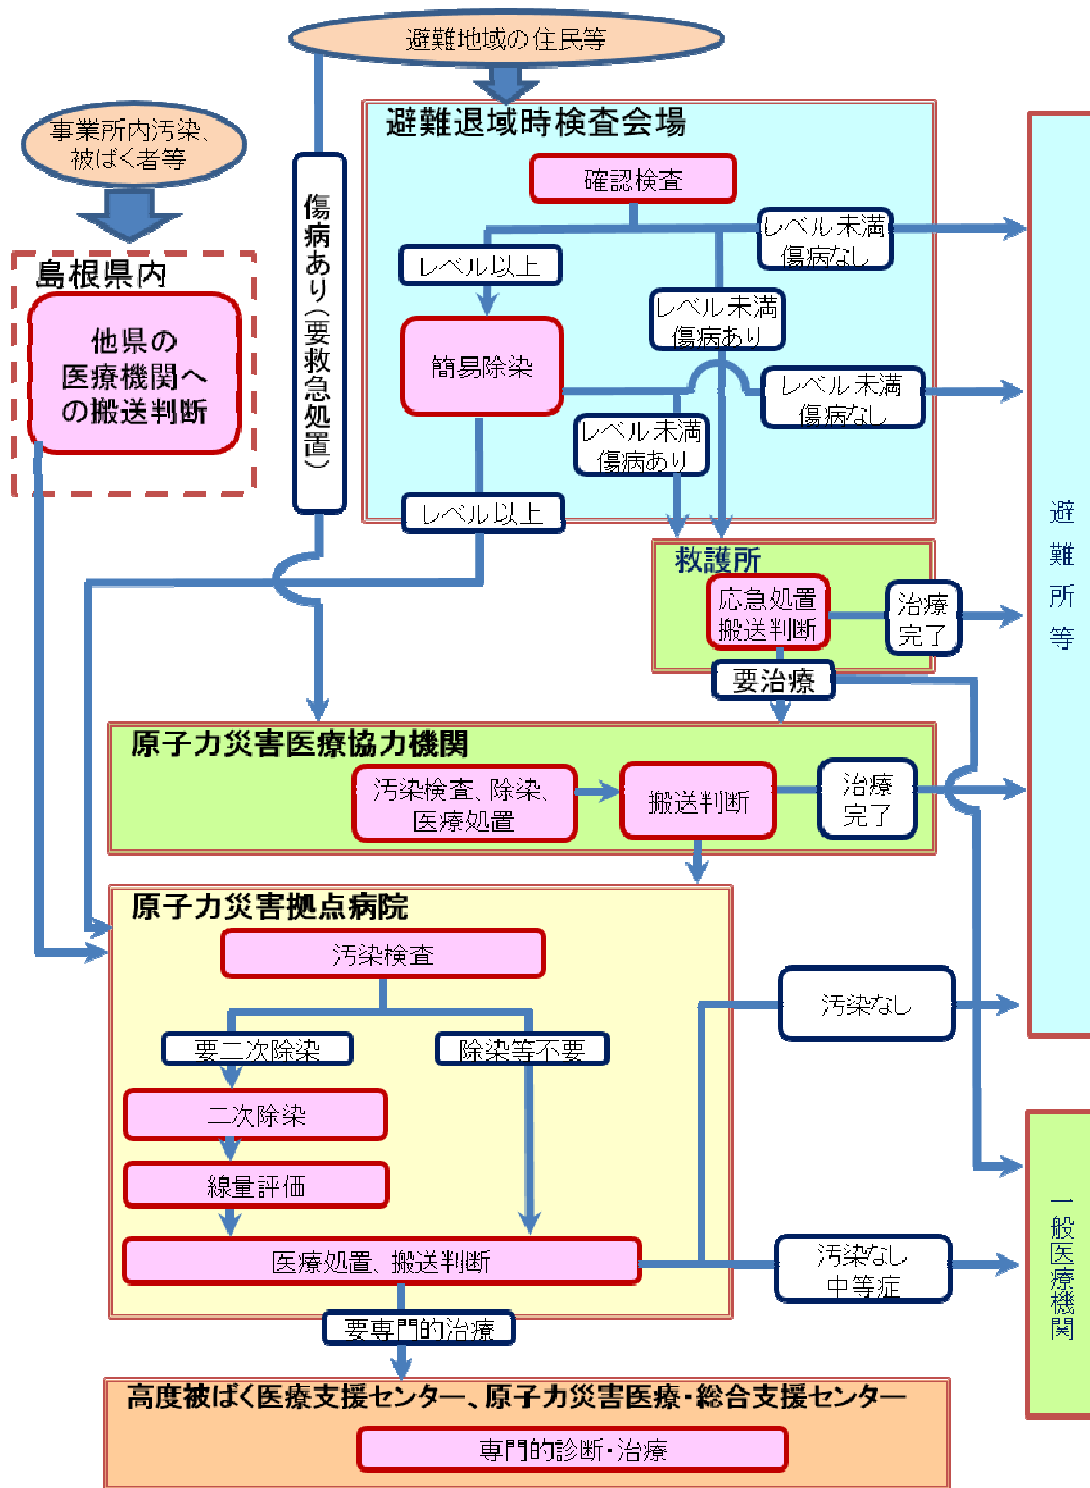 避難地域の住民等
事業所内汚染、
被ばく者等
避難退域時検査会場
確認検査
傷病あり(要救急処置)
レベル未満
傷病なし
レベル以上
島根県内
他県の
医療機関へ
の搬送判断
レベル未満
傷病あり
簡易除染
レベル未満
傷病なし
レベル未満
傷病あり
レベル以上
避難所等
救護所
応急処置
搬送判断
治療
完了
要治療
原子力災害医療協力機関
汚染検査、除染、
医療処置
搬送判断
治療
完了
原子力災害拠点病院
汚染検査
汚染なし
要二次除染
除染等不要
二次除染
線量評価
医療処置、搬送判断
汚染なし
中等症
一般医療機関
要専門的治療
高度被ばく医療支援センター、原子力災害医療・総合支援センター
専門的診断・治療